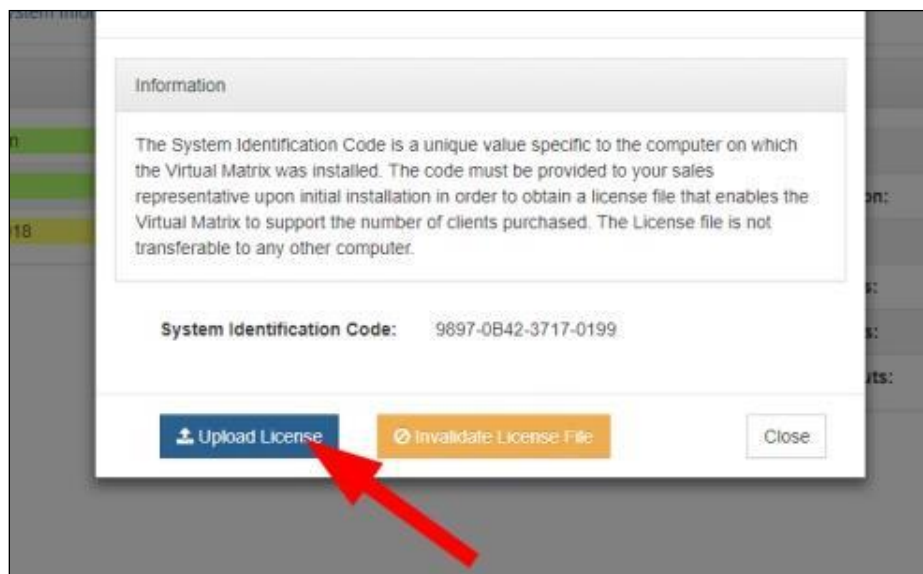 System Infor
Information
The System Identification Code is a unique value specific to the computer on which
the Virtual Matrix was installed. The code must be provided to your sales
representative upon initial installation in order to obtain a license file that enables the
Virtual Matrix to support the number of clients purchased. The License file is not
transferable to any other computer.
n
on:
18
s:
System Identification Code: 9897-0B42-3717-0199
s:
uts:
Upload License
Invalidate License File
Close